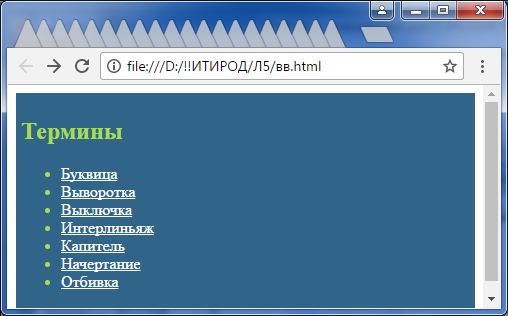 file:///D:/!!ИТИРОД/Л5/вв.html
Термины
Буквица
Выворотка
Выключка
Интерлиньяж
Капитель
Начертание
Отбивка